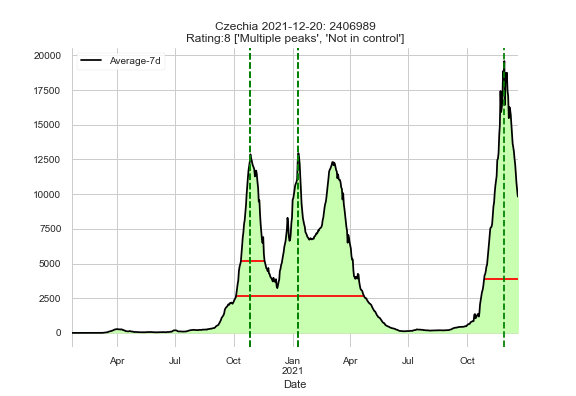 Czechia 2021-12-20: 2406989
Rating:8 ['Multiple peaks', 'Not in control']
Average-7d
20000
17500
15000
12500
10000
7500
5000
2500
0
Apr
Jul
Oct
Jan
2021
Apr
Jul
Oct
Date